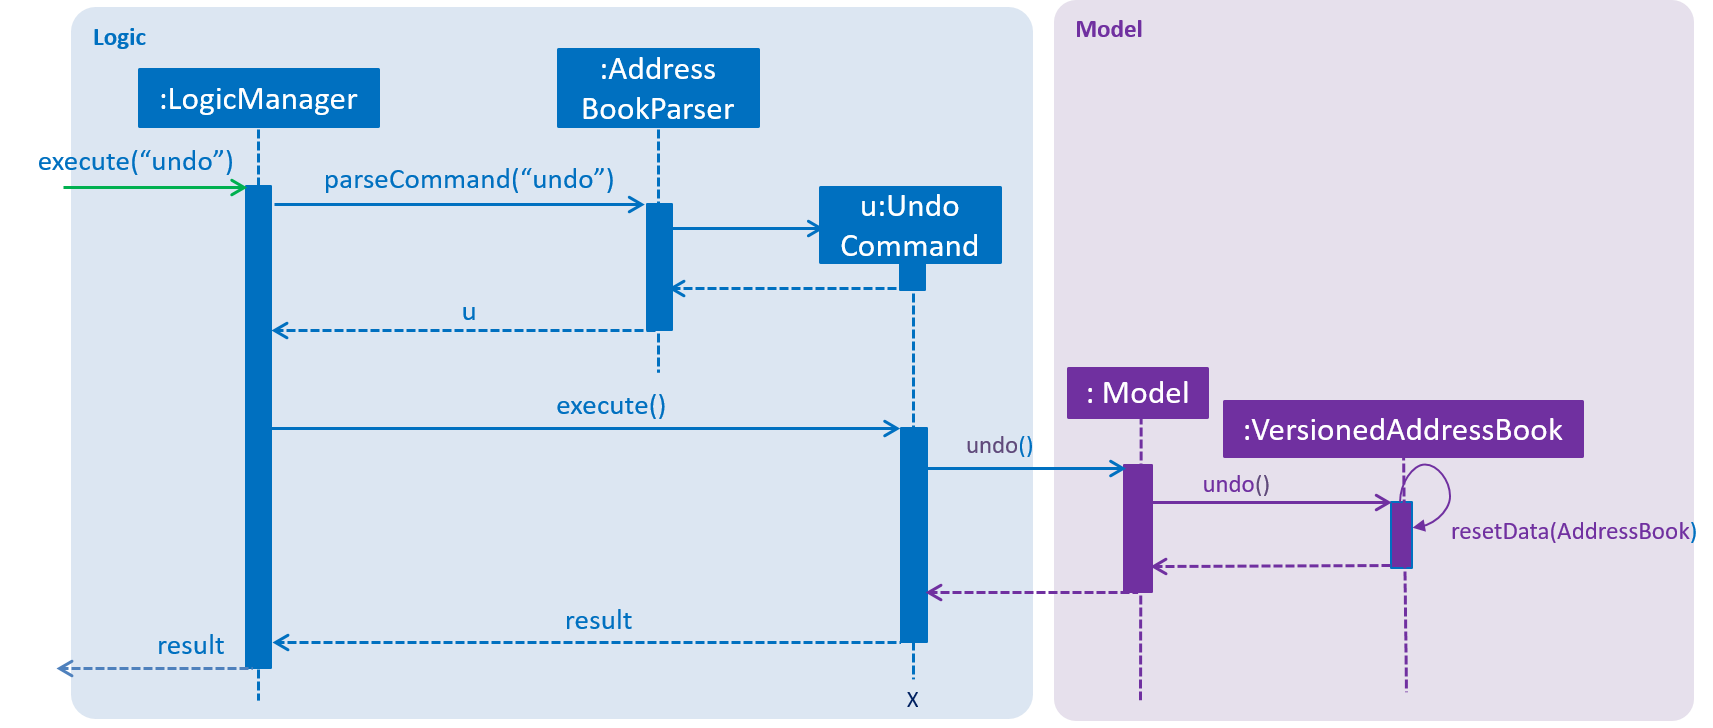 Logic
Model
:LogicManager
:Address
BookParser
execute(“undo”)
parseCommand(“undo”)
u:Undo
Command
u
execute()
: Model
:VersionedAddressBook
undo()
undo()
resetData(AddressBook)
result
result
X